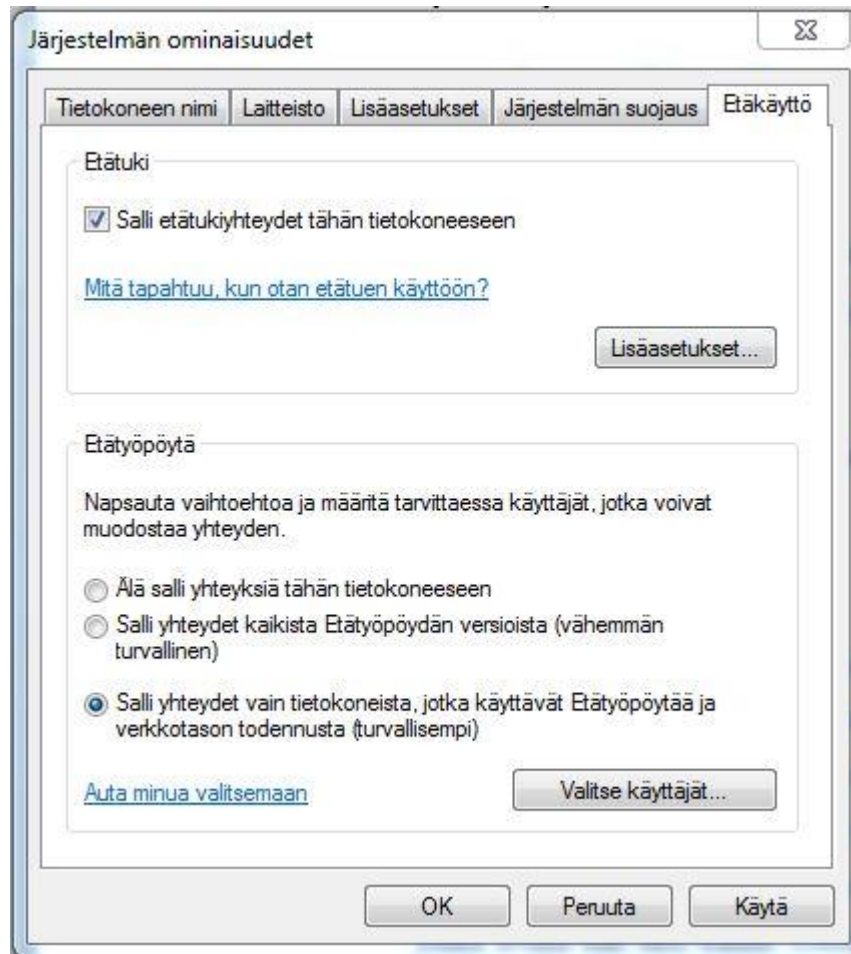 Järjestelmän ominaisuudet
Tietokoneen nimi Laitteisto Lisäasetukset Järjestelmän suojaus Etäkäyttö
Etätuki
Salli etätukiyhteydet tähän tietokoneeseen
Mitä tapahtuu, kun otan etätuen käyttöön?
Lisäasetukset...
Etätyöpöytä
Napsauta vaihtoehtoa ja määritä tarvittaessa käyttäjät, jotka voivat
muodostaa yhteyden.
Älä salli yhteyksiä tähän tietokoneeseen
Salli yhteydet kaikista Etätyöpöydän versioista (vähemmän
turvallinen)
Salli yhteydet vain tietokoneista, jotka käyttävät Etätyöpöytää ja
verkkotason todennusta (turvallisempi)
Auta minua valitsemaan Valitse käyttäjät...
OK Peruuta Käytä